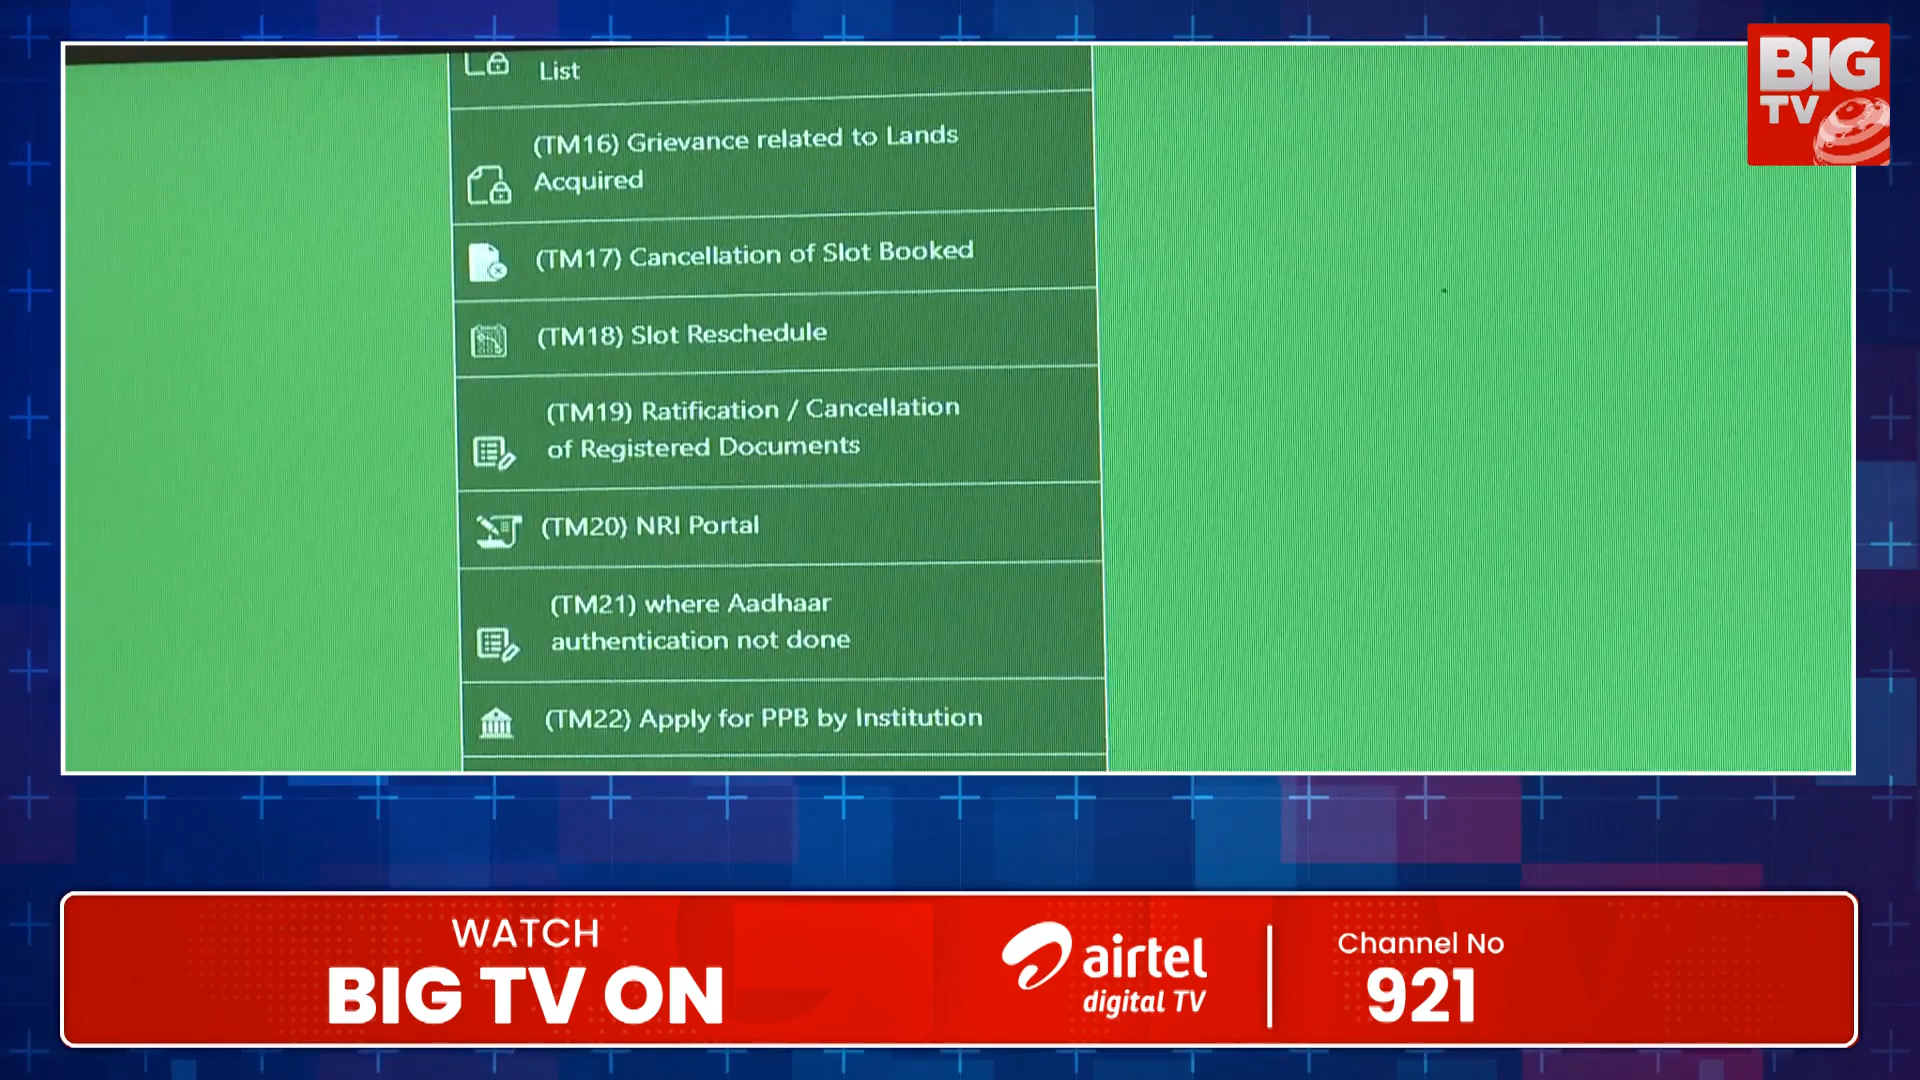 List
(TM16) Grievance related to Lands
Acquired
(TM17) Cancellation of Slot Booked
(TM18) Slot Reschedule
(TM19) Ratification / Cancellation
of Registered Documents
(TM20) NRI Portal
(TM21) where Aadhaar
authentication not done
(TM22) Apply for PPB by Institution
BIG
TV
WATCH
BIG TV ON
airtel
digital TV
Channel No
921